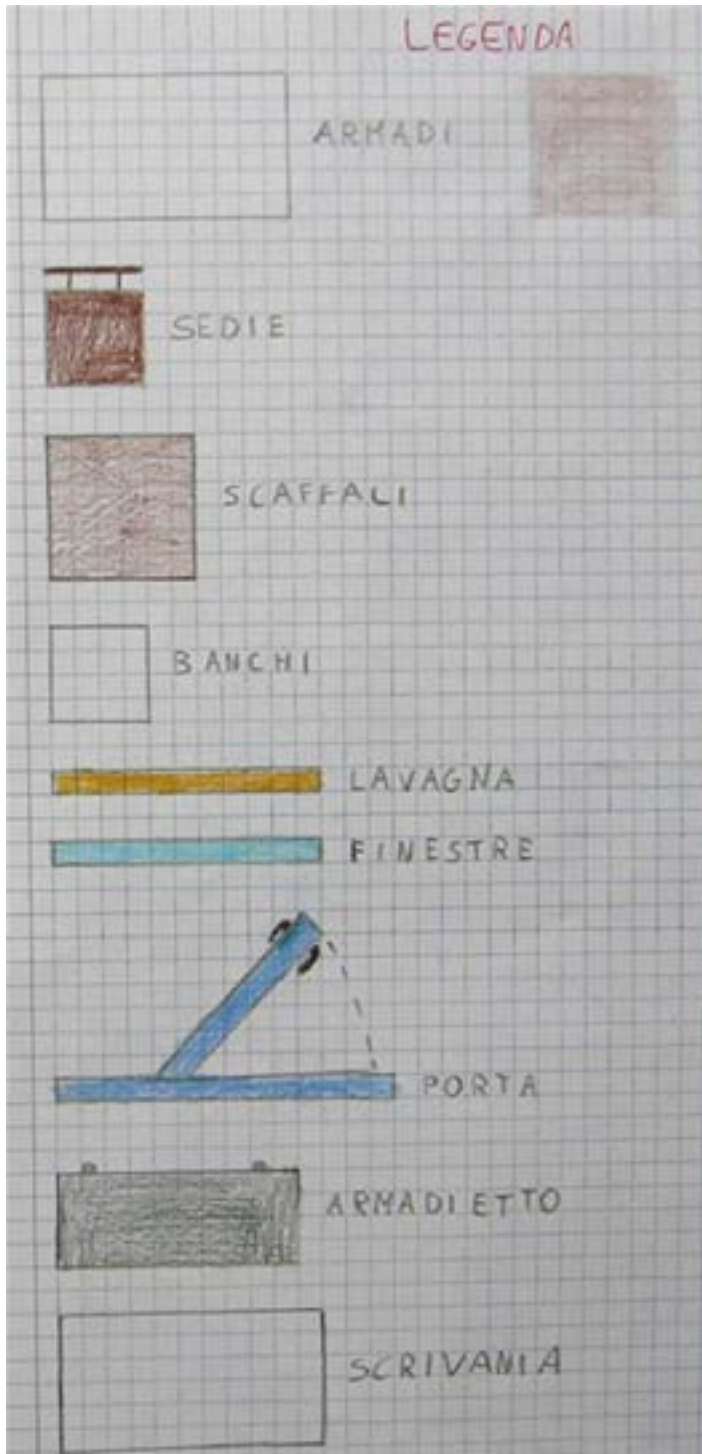 LEGENDA
ARMADI
SEDIE
SCAFFALI
BANCHI
LAVAGNA
FINESTRE
PORTA
ARMADIETTO
SCRIVANIA